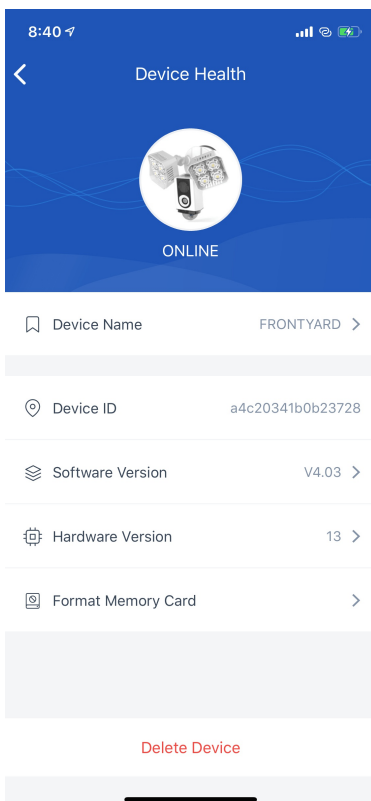 8:40
Device Health
ONLINE
Device Name FRONTYARD
Device ID a4c20341b0b23728
Software Version V4.03
Hardware Version 13
Format Memory Card
Delete Device